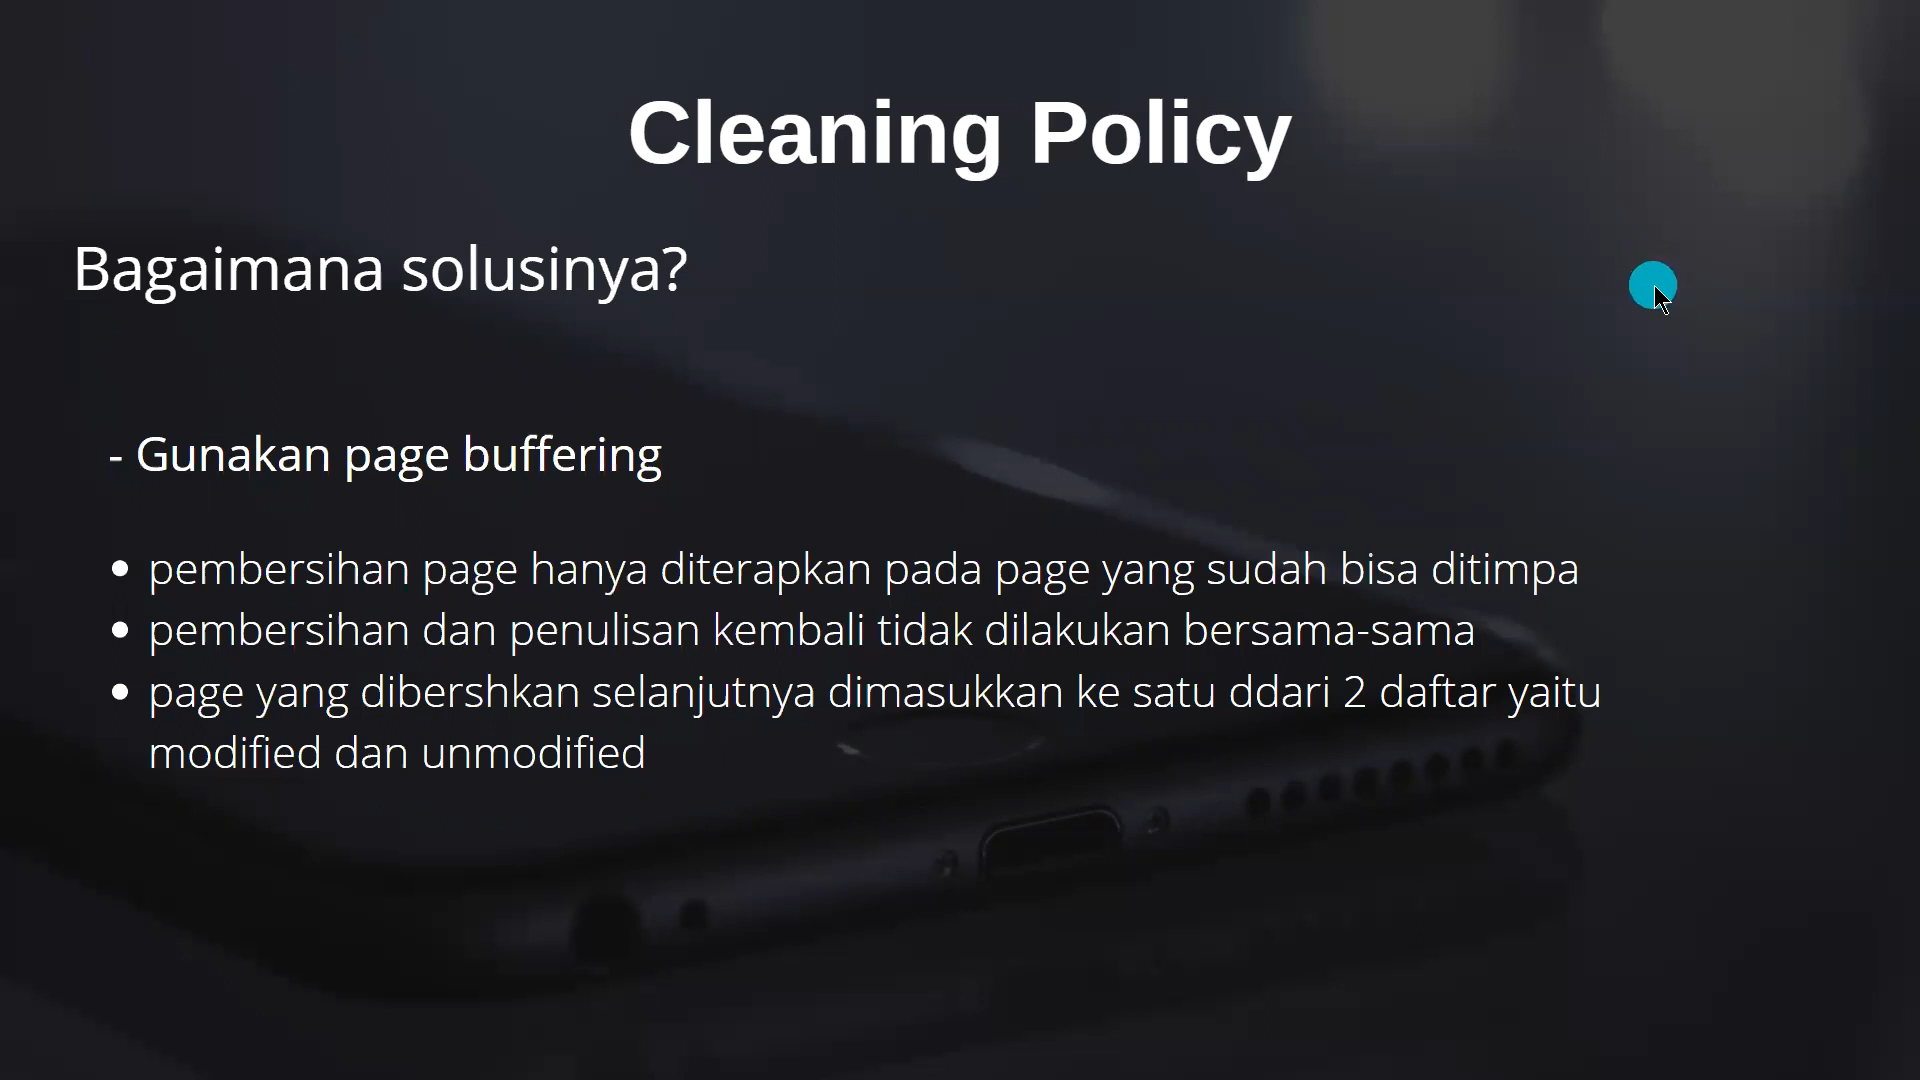 Cleaning Policy
Bagaimana solusinya?
- Gunakan page buffering
• pembersihan page hanya diterapkan pada page yang sudah bisa ditimpa
• pembersihan dan penulisan kembali tidak dilakukan bersama-sama
• page yang dibershkan selanjutnya dimasukkan ke satu ddari 2 daftar yaitu
modified dan unmodified